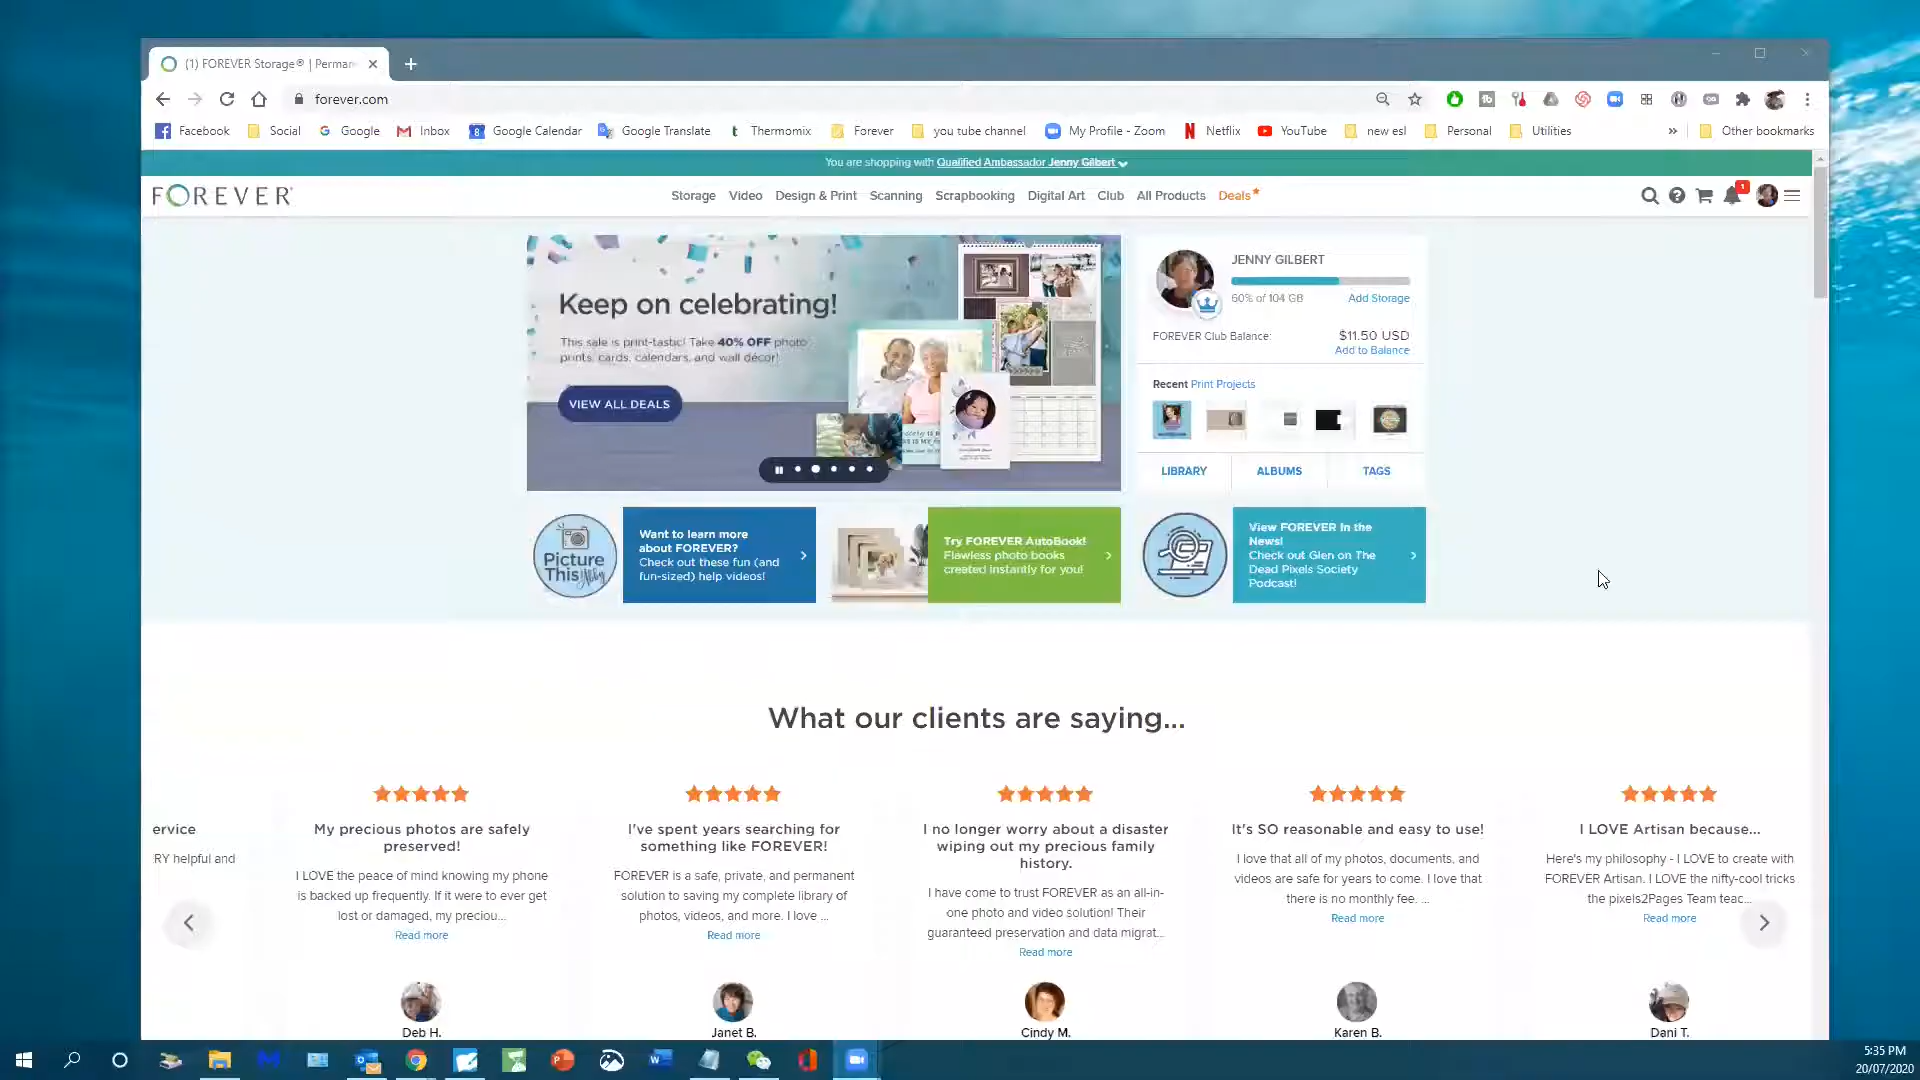 (1) FOREVER Storage® | Perman
forever.com
Facebook
Social
Google
Inbox
Google Calendar
Google Translate
Thermomix
Forever
you tube channel
My Profile - Zoom
Netflix
YouTube
new esl
Personal
Utilities
»
Other bookmarks
You are shopping with Qualified Ambassador Jenny Gilbert
FOREVER
Storage
Video
Design & Print
Scanning
Scrapbooking
Digital Art
Club
All Products
Deals
1
Keep on celebrating!
This sale is print-tastic! Take 40% OFF photo
prints, cards, calendars, and wall décor!
VIEW ALL DEALS
JENNY GILBERT
60% of 104 GB
Add Storage
FOREVER Club Balance:
$11.50 USD
Add to Balance
Recent Print Projects
LIBRARY
ALBUMS
TAGS
Picture
This
Want to learn more
about FOREVER?
Check out these fun (and
fun-sized) help videos!
Try FOREVER AutoBook!
Flawless photo books
created instantly for you!
View FOREVER In the
News!
Check out Glen on The
Dead Pixels Society
Podcast!
What our clients are saying...
ervice
RY helpful and
My precious photos are safely
preserved!
I LOVE the peace of mind knowing my phone
is backed up frequently. If it were to ever get
lost or damaged, my preciou...
Read more
Deb H.
I've spent years searching for
something like FOREVER!
FOREVER is a safe, private, and permanent
solution to saving my complete library of
photos, videos, and more. I love ...
Read more
Janet B.
I no longer worry about a disaster
wiping out my precious family
history.
I have come to trust FOREVER as an all-in-
one photo and video solution! Their
guaranteed preservation and data migrat...
Read more
Cindy M.
It's SO reasonable and easy to use!
I love that all of my photos, documents, and
videos are safe for years to come. I love that
there is no monthly fee. ...
Read more
Karen B.
I LOVE Artisan because...
Here's my philosophy - I LOVE to create with
FOREVER Artisan. I LOVE the nifty-cool tricks
the pixels2Pages Team teac...
Read more
Dani T.
5:35 PM
20/07/2020